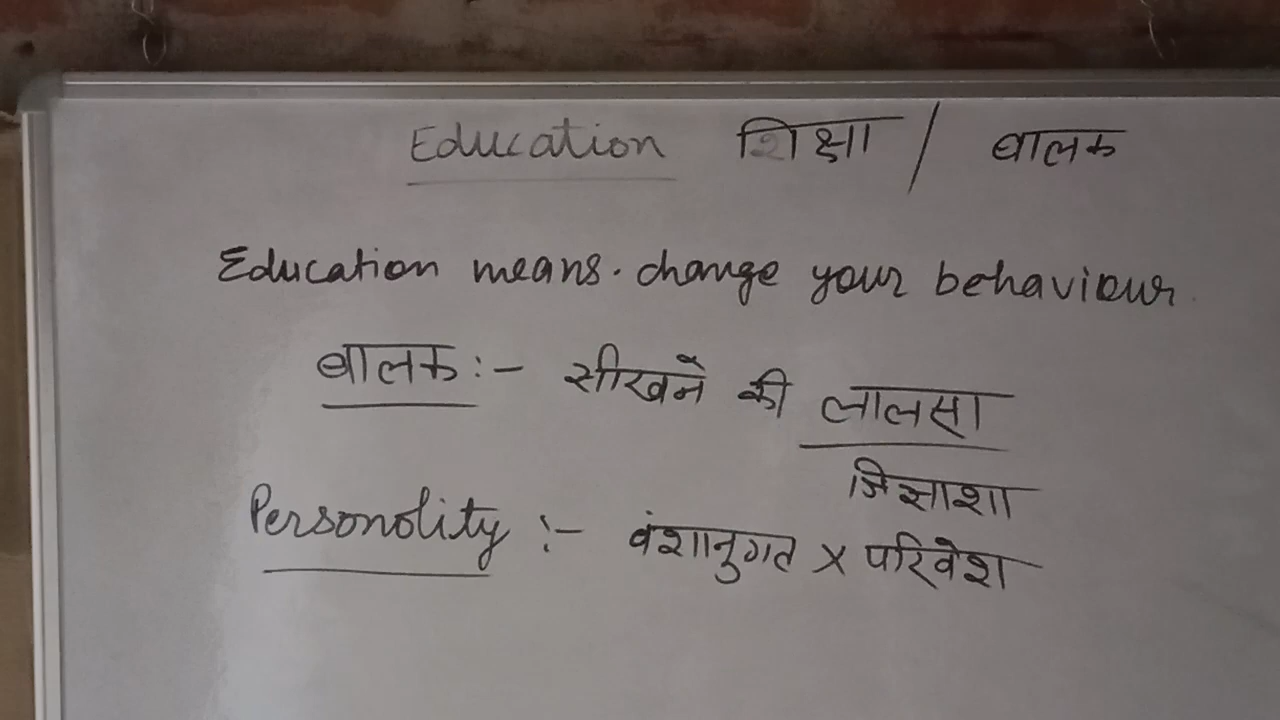 Education शिक्षा / बालक
Education means. change your behaviour
बालक :- सीखने की लालसा
जिज्ञाशा
Personolity :- वंशानुगत x परिवेश